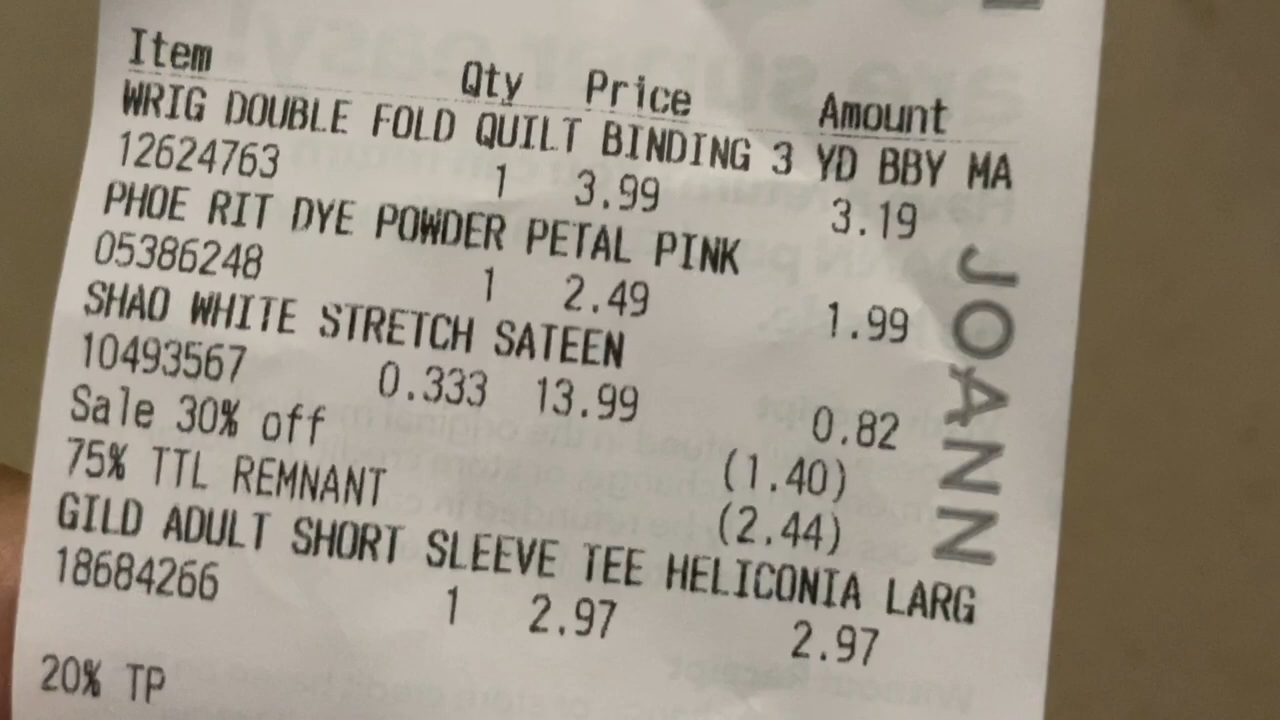 Item Qty Price Amount
WRIG DOUBLE FOLD QUILT BINDING 3 YD BBY MA
12624763 1 3.99 3.19
PHOE RIT DYE POWDER PETAL PINK
05386248 1 2.49 1.99
SHAO WHITE STRETCH SATEEN
10493567 0.333 13.99 0.82
Sale 30% off (1.40)
75% TTL REMNANT (2.44)
GILD ADULT SHORT SLEEVE TEE HELICONIA LARG
18684266 1 2.97 2.97
20% TP
JOANN